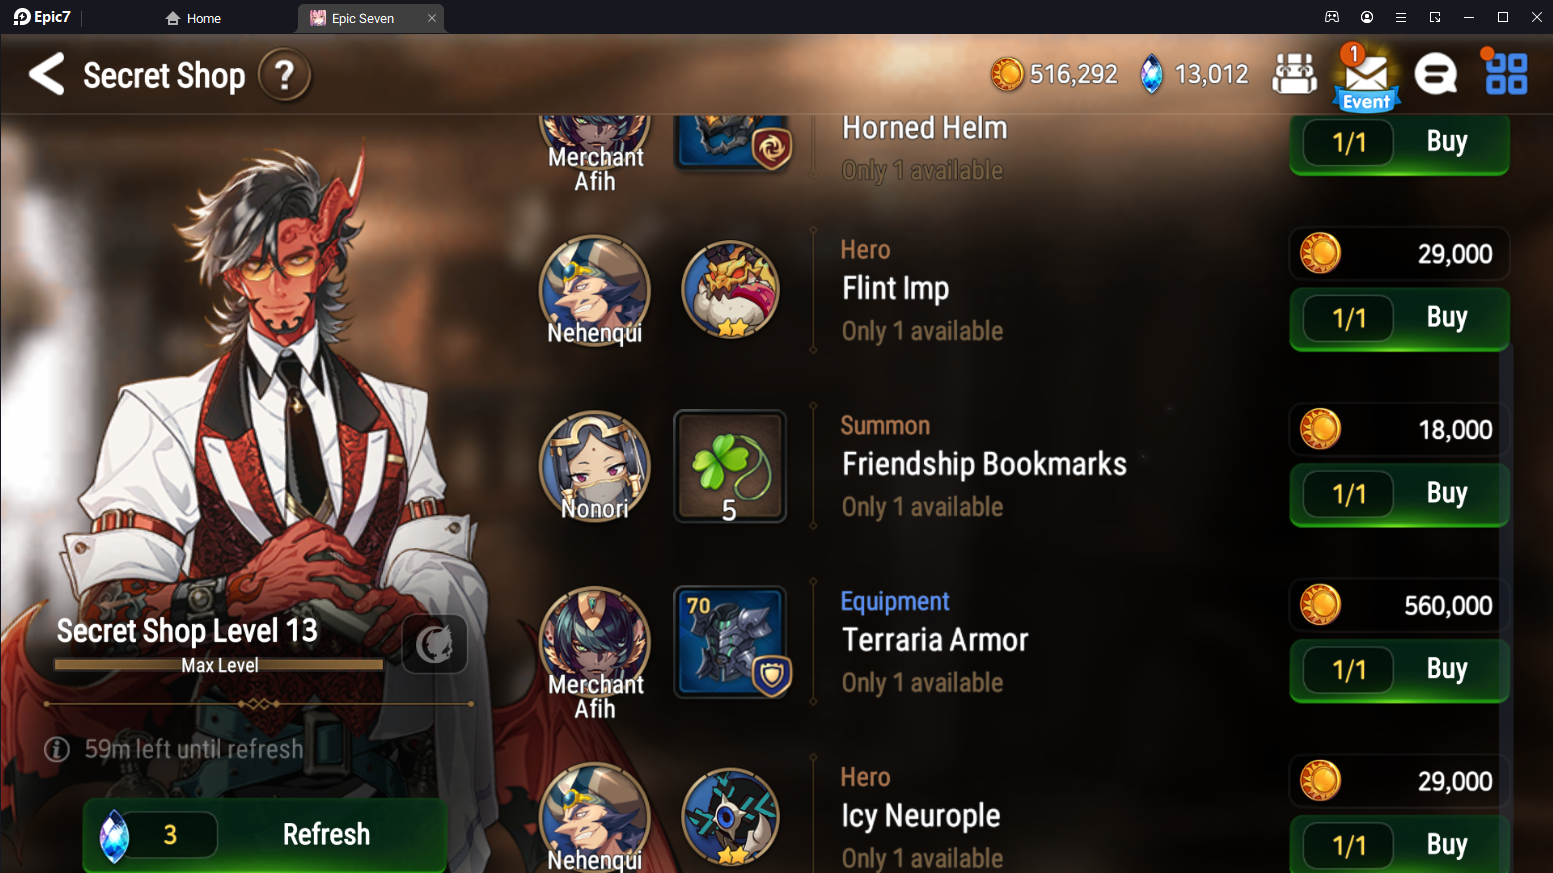 Epic7
Home
Epic Seven
Secret Shop
?
516,292
13,012
1
Event
Merchant
Afih
Horned Helm
Only 1 available
1/1
Buy
Nehenqui
Hero
Flint Imp
Only 1 available
29,000
1/1
Buy
Nonori
5
Summon
Friendship Bookmarks
Only 1 available
18,000
1/1
Buy
Merchant
Afih
70
Equipment
Terraria Armor
Only 1 available
560,000
1/1
Buy
Nehenqui
Hero
Icy Neurople
Only 1 available
29,000
1/1
Buy
Secret Shop Level 13
Max Level
59m left until refresh
3
Refresh